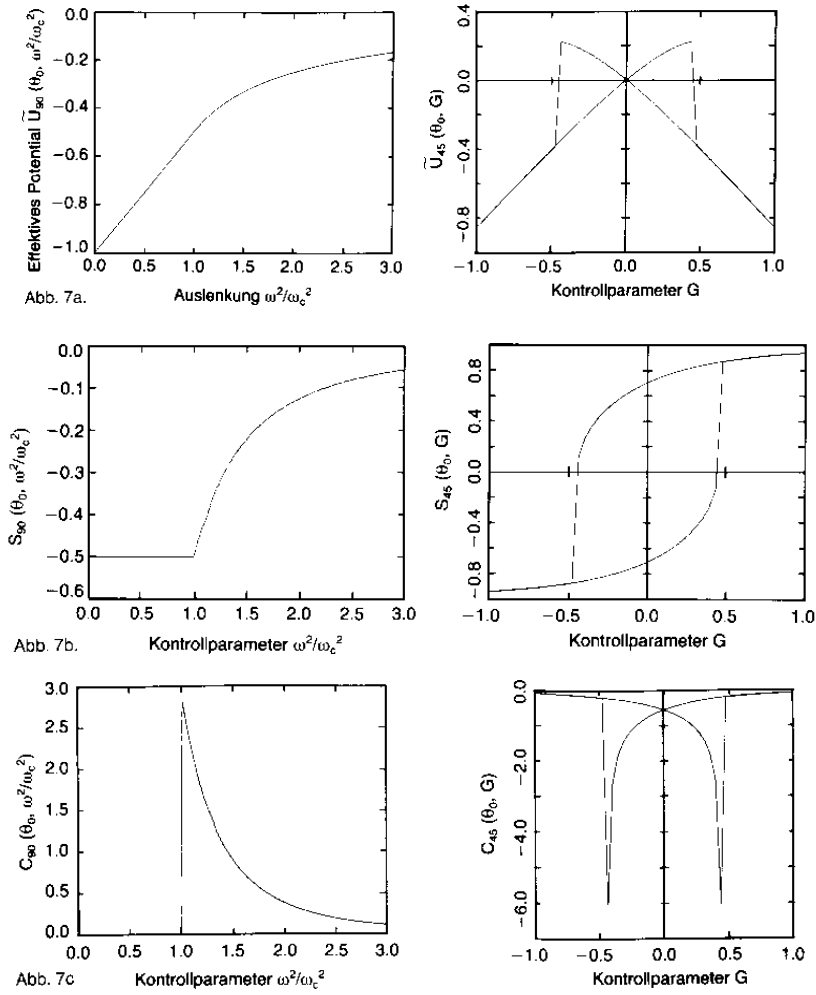 Effektives Potential Ũ₉₀ (θ₀, ω²/ω_c²)
0.0
−0.2
−0.4
−0.6
−0.8
−1.0
0.0 0.5 1.0 1.5 2.0 2.5 3.0
Auslenkung ω²/ω_c²
Abb. 7a.
Ũ₄₅ (θ₀, G)
0.4
0.0
−0.4
−0.8
−1.0 −0.5 0.0 0.5 1.0
Kontrollparameter G
S₉₀ (θ₀, ω²/ω_c²)
0.0
−0.1
−0.2
−0.3
−0.4
−0.5
−0.6
0.0 0.5 1.0 1.5 2.0 2.5 3.0
Kontrollparameter ω²/ω_c²
Abb. 7b.
S₄₅ (θ₀, G)
0.8
0.4
0.0
−0.4
−0.8
−1.0 −0.5 0.0 0.5 1.0
Kontrollparameter G
C₉₀ (θ₀, ω²/ω_c²)
3.0
2.5
2.0
1.5
1.0
0.5
0.0
0.0 0.5 1.0 1.5 2.0 2.5 3.0
Kontrollparameter ω²/ω_c²
Abb. 7c
C₄₅ (θ₀, G)
0.0
−2.0
−4.0
−6.0
−1.0 −0.5 0.0 0.5 1.0
Kontrollparameter G